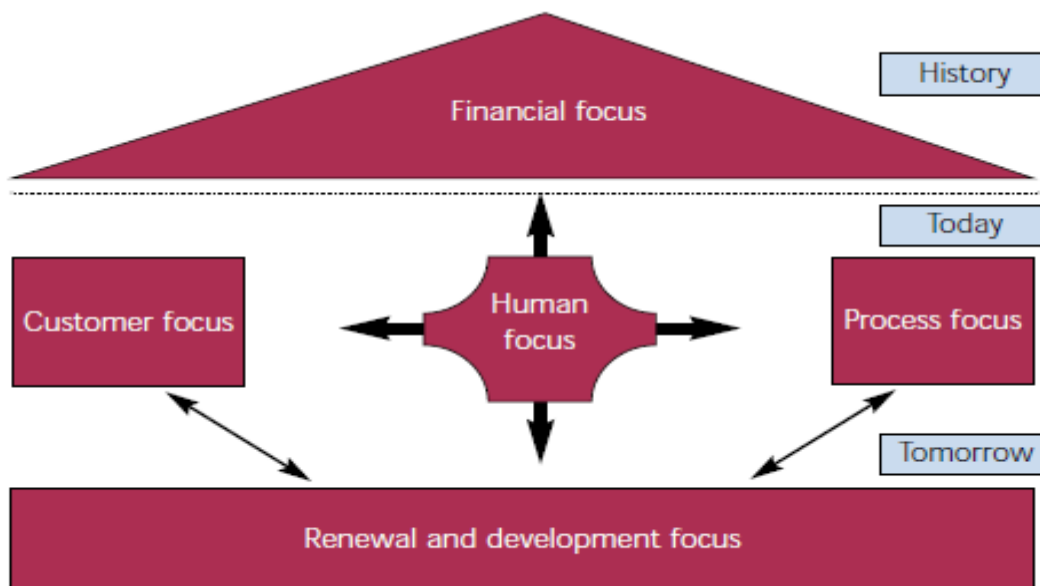 History
Financial focus
Today
Customer focus
Human
focus
Process focus
Tomorrow
Renewal and development focus